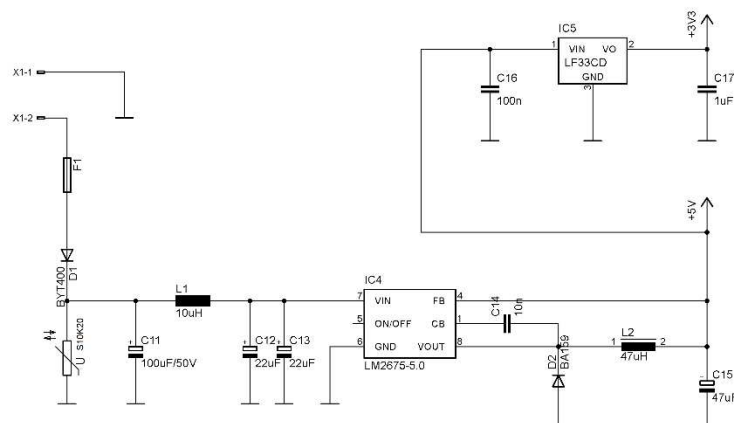 X1-1
X1-2
F1
BYT400
D1
S10K20
U
C11
100uF/50V
L1
10uH
C12
22uF
C13
22uF
IC4
7
VIN
FB
4
5
ON/OFF
CB
1
6
GND
VOUT
8
LM2675-5.0
C14
10n
D2
BA159
L2
1
2
47uH
C15
47uF
+5V
IC5
1
VIN
VO
2
LF33CD
GND
3
C16
100n
C17
1uF
+3V3